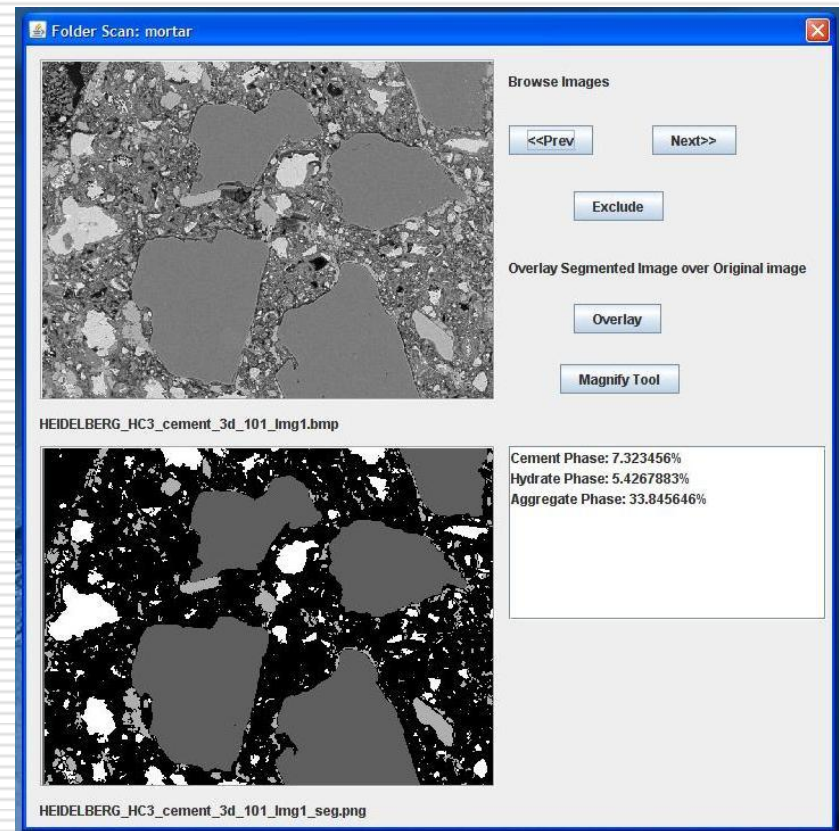 Folder Scan: mortar
Browse Images
<<Prev
Next>>
Exclude
Overlay Segmented Image over Original image
Overlay
Magnify Tool
HEIDELBERG_HC3_cement_3d_101_Img1.bmp
Cement Phase: 7.323456%
Hydrate Phase: 5.4267883%
Aggregate Phase: 33.845646%
HEIDELBERG_HC3_cement_3d_101_Img1_seg.png